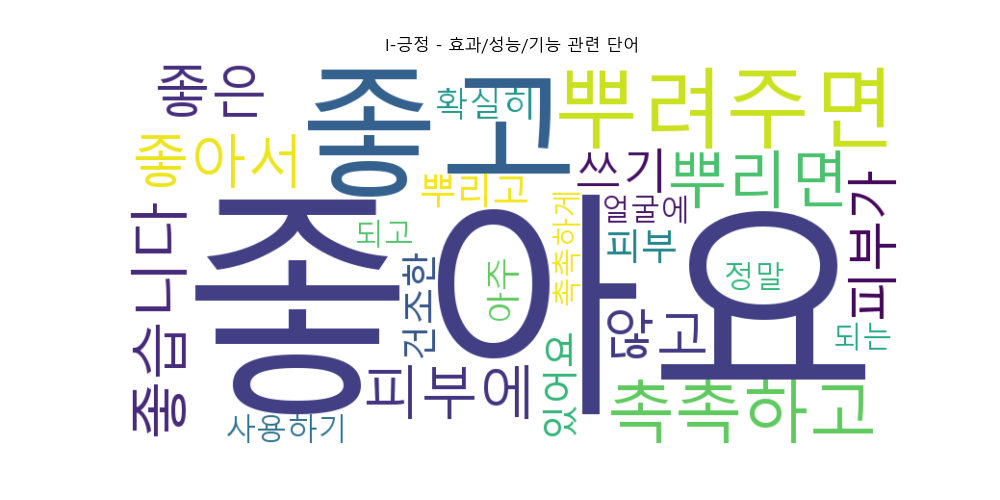 I-긍정 - 효과/성능/기능 관련 단어
좋은
좋고
확실히
뿌려주면
좋아서
뿌리고
쓰기
뿌리면
좋습니다
되고
좋아요
촉촉하게
얼굴에
피부
피부가
건조한
아주
정말
않고
되는
피부에
있어요
촉촉하고
사용하기